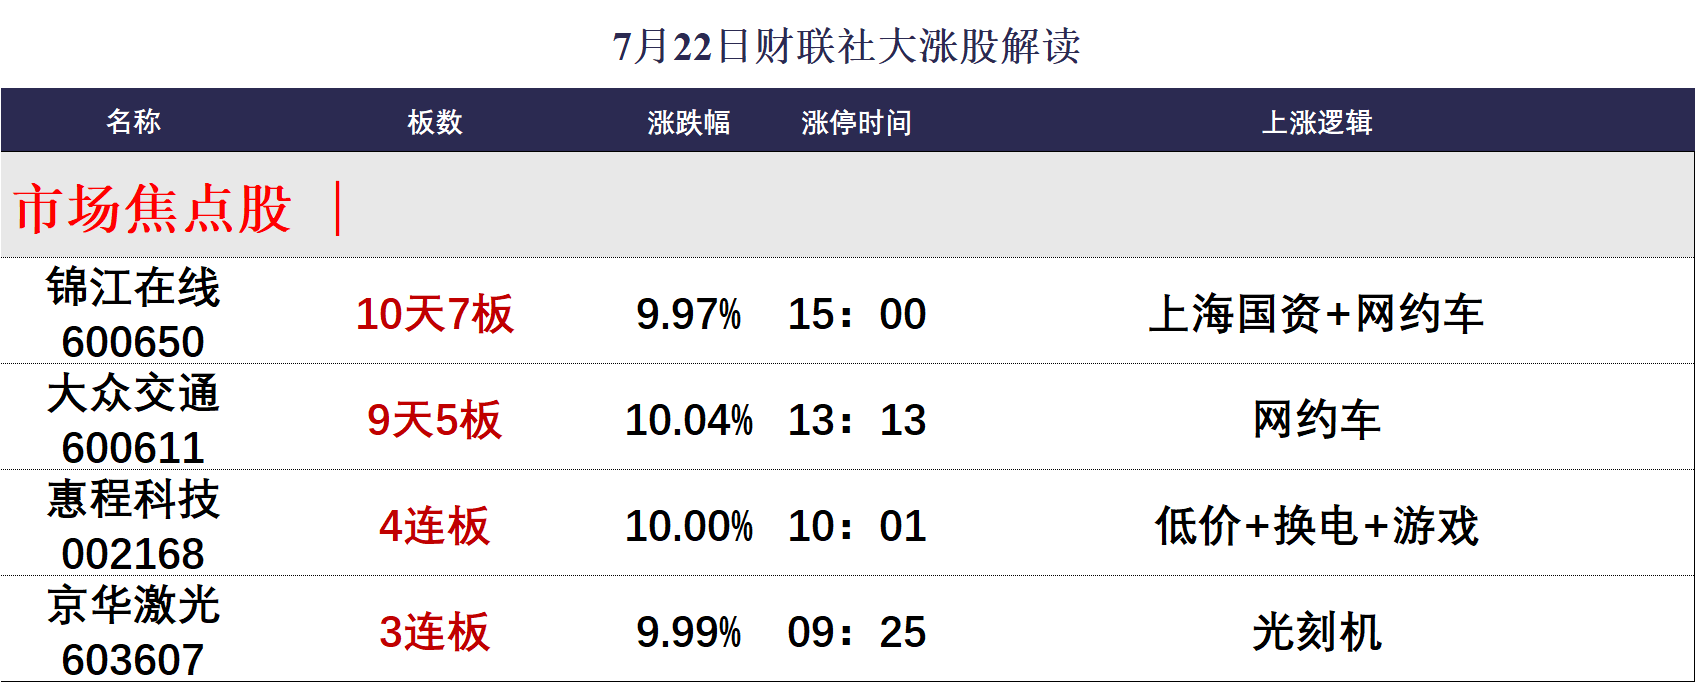 7月22日财联社大涨股解读
名称 板数 涨跌幅 涨停时间 上涨逻辑
市场焦点股 ｜
锦江在线
600650 10天7板 9.97% 15：00 上海国资+网约车
大众交通
600611 9天5板 10.04% 13：13 网约车
惠程科技
002168 4连板 10.00% 10：01 低价+换电+游戏
京华激光
603607 3连板 9.99% 09：25 光刻机